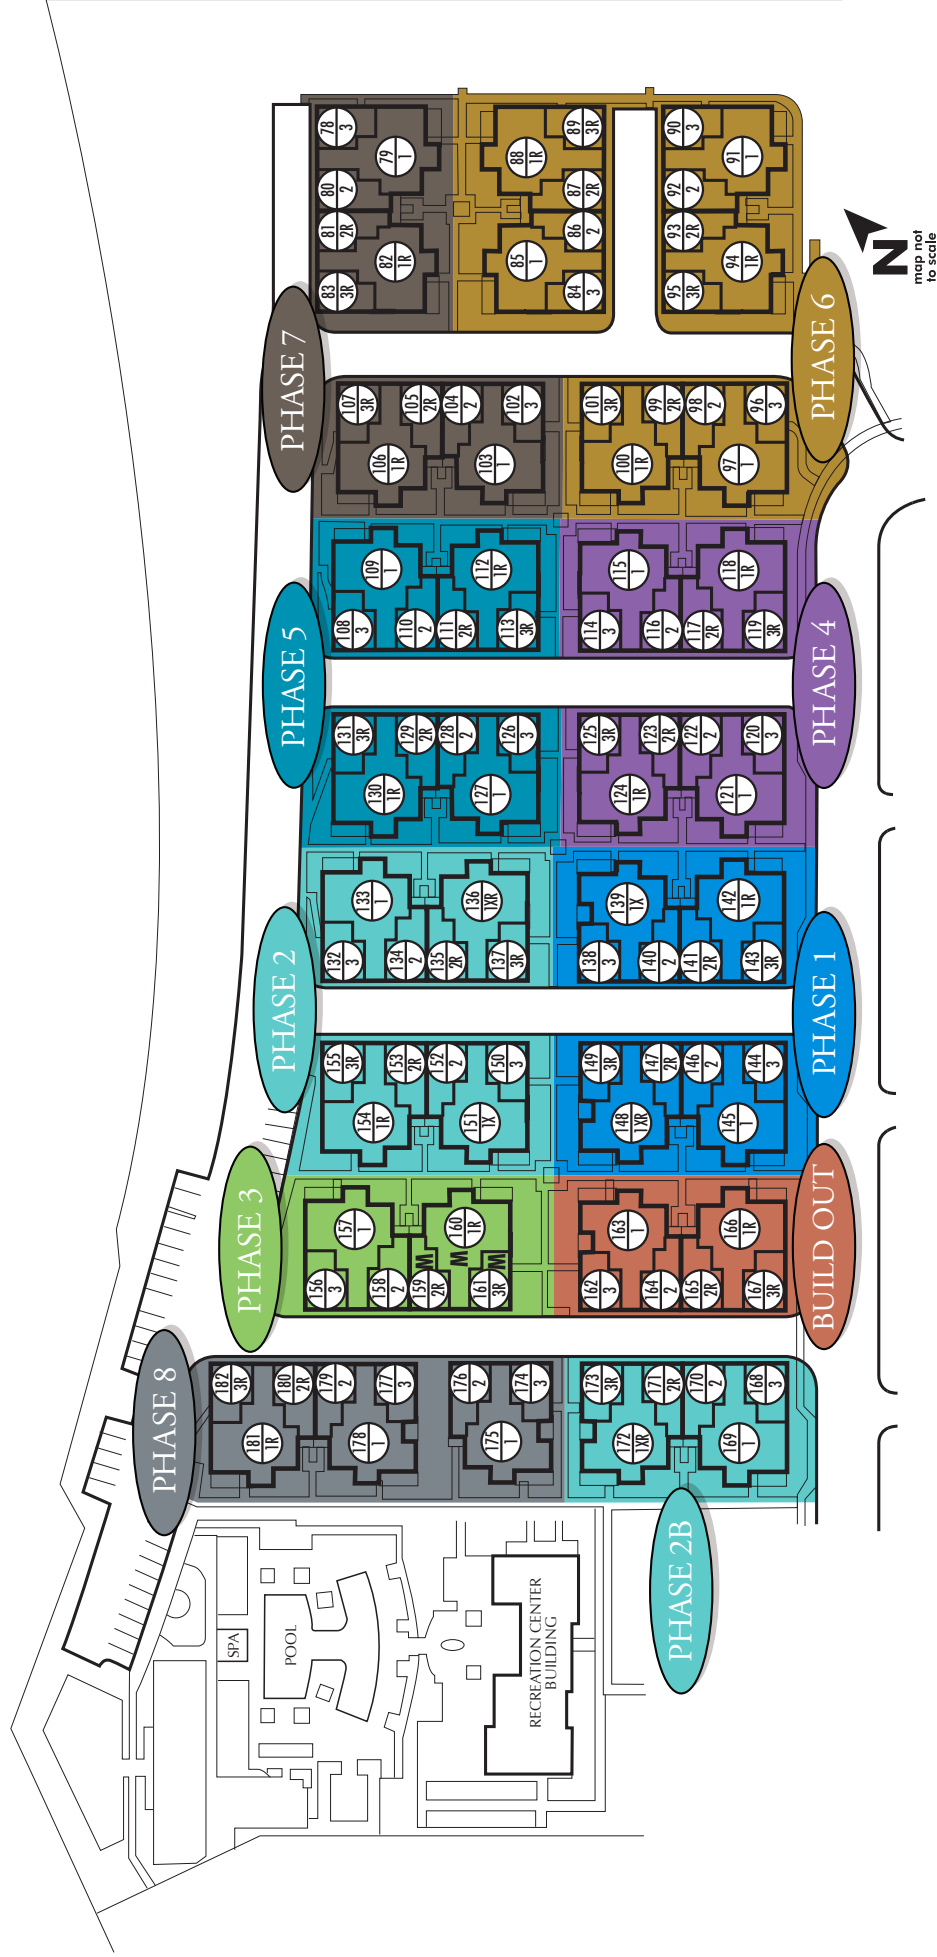 PHASE 7
78
3
79
1
80
2
81
2R
82
1R
83
3R
102
3
103
1
104
2
105
2R
106
1R
107
3R
PHASE 6
84
3
85
1
86
2
87
2R
88
1R
89
3R
90
3
91
1
92
2
93
2R
94
1R
95
3R
96
3
97
1
98
2
99
2R
100
1R
101
3R
N
map not
to scale
PHASE 5
108
3
109
1
110
2
111
2R
112
1R
113
3R
126
3
127
1
128
2
129
2R
130
1R
131
3R
PHASE 4
114
3
115
1
116
2
117
2R
118
1R
119
3R
120
3
121
1
122
2
123
2R
124
1R
125
3R
PHASE 2
132
3
133
1
134
2
135
2R
136
1XR
137
3R
150
3
151
1X
152
2
153
2R
154
1R
155
3R
PHASE 1
138
3
139
1X
140
2
141
2R
142
1R
143
3R
144
3
145
1
146
2
147
2R
148
1XR
149
3R
PHASE 3
156
3
157
1
158
2
159
2R
160
1R
161
3R
W
W
W
BUILD OUT
162
3
163
1
164
2
165
2R
166
1R
167
3R
PHASE 8
174
3
175
1
176
2
177
3
178
1
179
2
180
2R
181
1R
182
3R
PHASE 2B
168
3
169
1
170
2
171
2R
172
1XR
173
3R
SPA
POOL
RECREATION CENTER
BUILDING